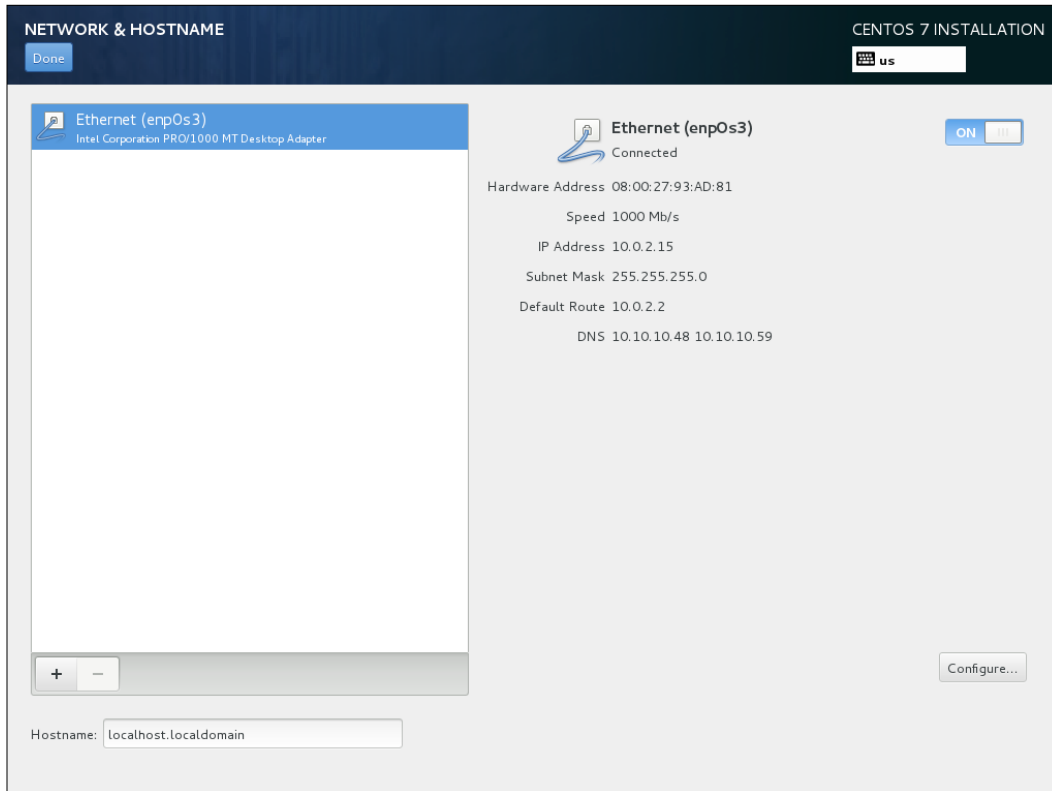 NETWORK & HOSTNAME
Done
CENTOS 7 INSTALLATION
us
Ethernet (enp0s3)
Intel Corporation PRO/1000 MT Desktop Adapter
Ethernet (enp0s3)
Connected
ON
Hardware Address 08:00:27:93:AD:81
Speed 1000 Mb/s
IP Address 10.0.2.15
Subnet Mask 255.255.255.0
Default Route 10.0.2.2
DNS 10.10.10.48 10.10.10.59
+ −
Configure...
Hostname: localhost.localdomain